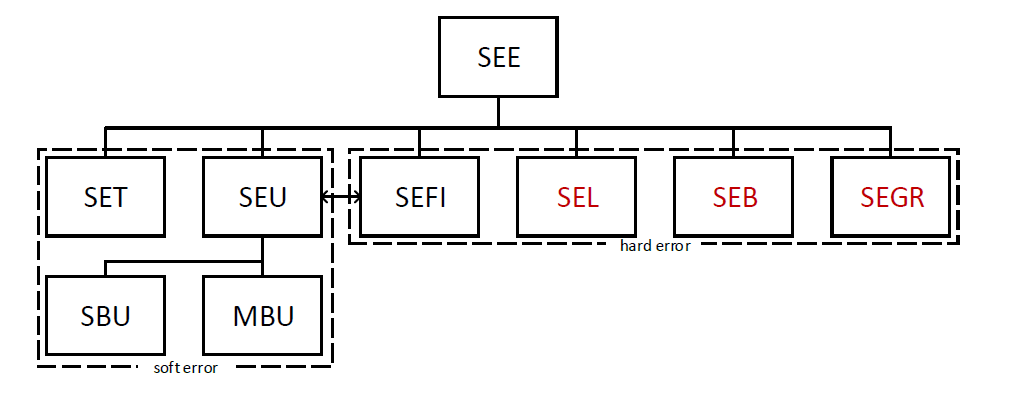 SEE
SET
SEU
SEFI
SEL
SEB
SEGR
hard error
SBU
MBU
soft error